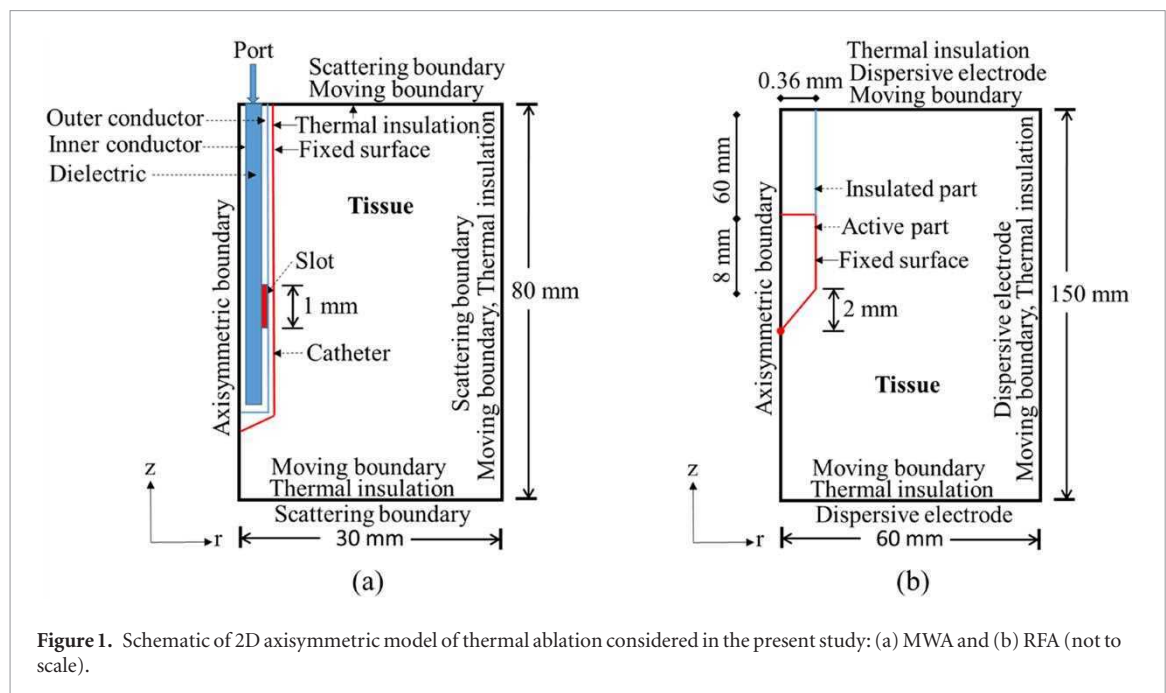 Port
Scattering boundary
Moving boundary
Outer conductor
Thermal insulation
Inner conductor
Fixed surface
Dielectric
Tissue
Axisymmetric boundary
Slot
1 mm
Catheter
Scattering boundary
Moving boundary, Thermal insulation
80 mm
Moving boundary
Thermal insulation
Scattering boundary
30 mm
z
r
(a)
Thermal insulation
Dispersive electrode
Moving boundary
0.36 mm
60 mm
Insulated part
Active part
8 mm
Fixed surface
2 mm
Axisymmetric boundary
Tissue
Dispersive electrode
Moving boundary, Thermal insulation
150 mm
Moving boundary
Thermal insulation
Dispersive electrode
60 mm
z
r
(b)
Figure 1. Schematic of 2D axisymmetric model of thermal ablation considered in the present study: (a) MWA and (b) RFA (not to
scale).